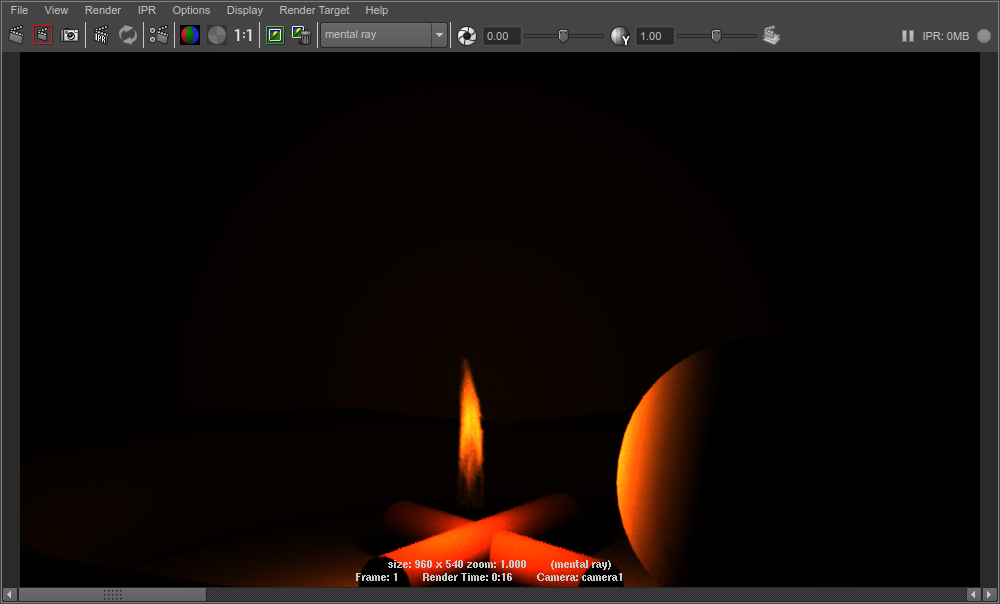 File View Render IPR Options Display Render Target Help
IPR 1:1 mental ray 0.00 Y 1.00 IPR: 0MB
size: 960 x 540 zoom: 1.000 (mental ray)
Frame: 1 Render Time: 0:16 Camera: camera1